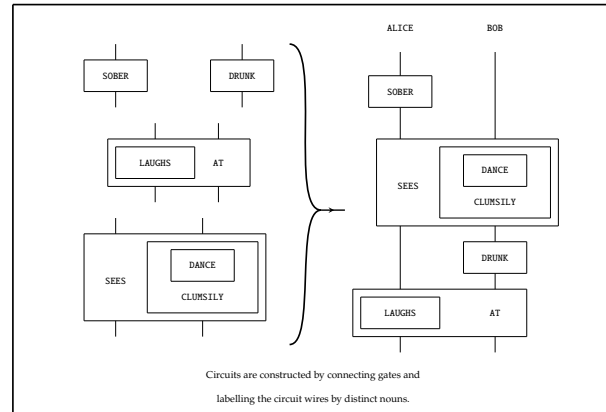 ALICE BOB
SOBER DRUNK
SOBER
LAUGHS AT
SEES
DANCE
CLUMSILY
SEES
DANCE
CLUMSILY
DRUNK
LAUGHS AT
Circuits are constructed by connecting gates and
labelling the circuit wires by distinct nouns.